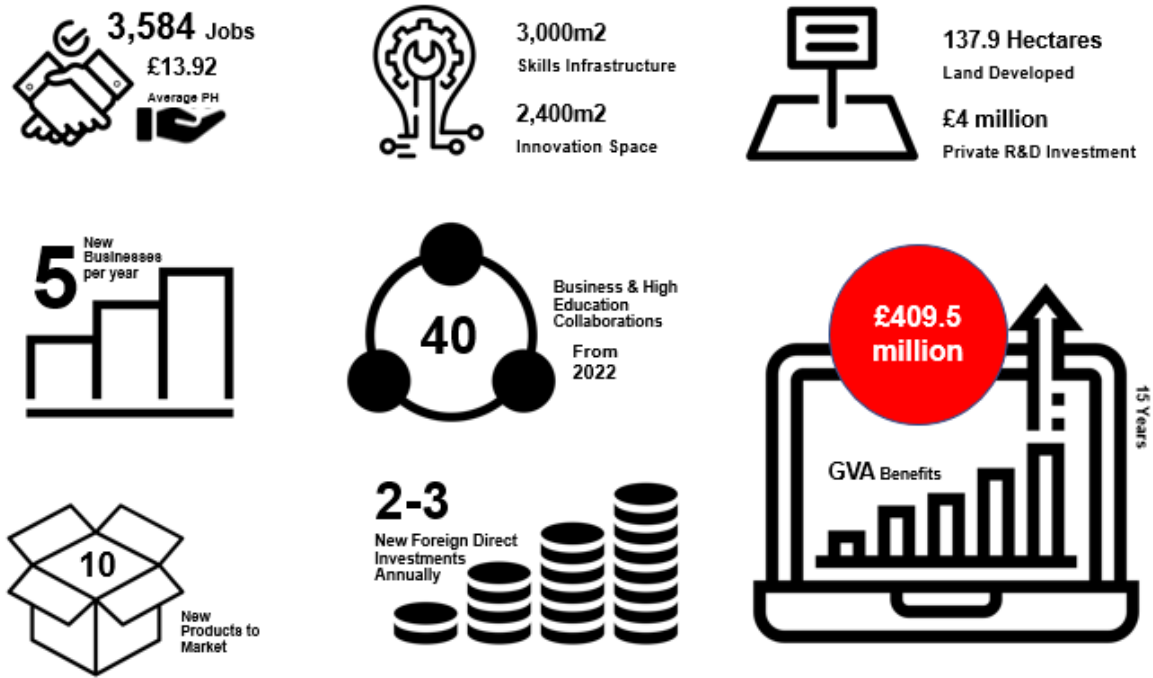 3,584 Jobs
£13.92
Average PH
3,000m2
Skills Infrastructure
2,400m2
Innovation Space
137.9 Hectares
Land Developed
£4 million
Private R&D Investment
5
New
Businesses
per year
40
Business & High
Education
Collaborations
From
2022
£409.5
million
15 Years
GVA Benefits
10
New
Products to
Market
2-3
New Foreign Direct
Investments
Annually